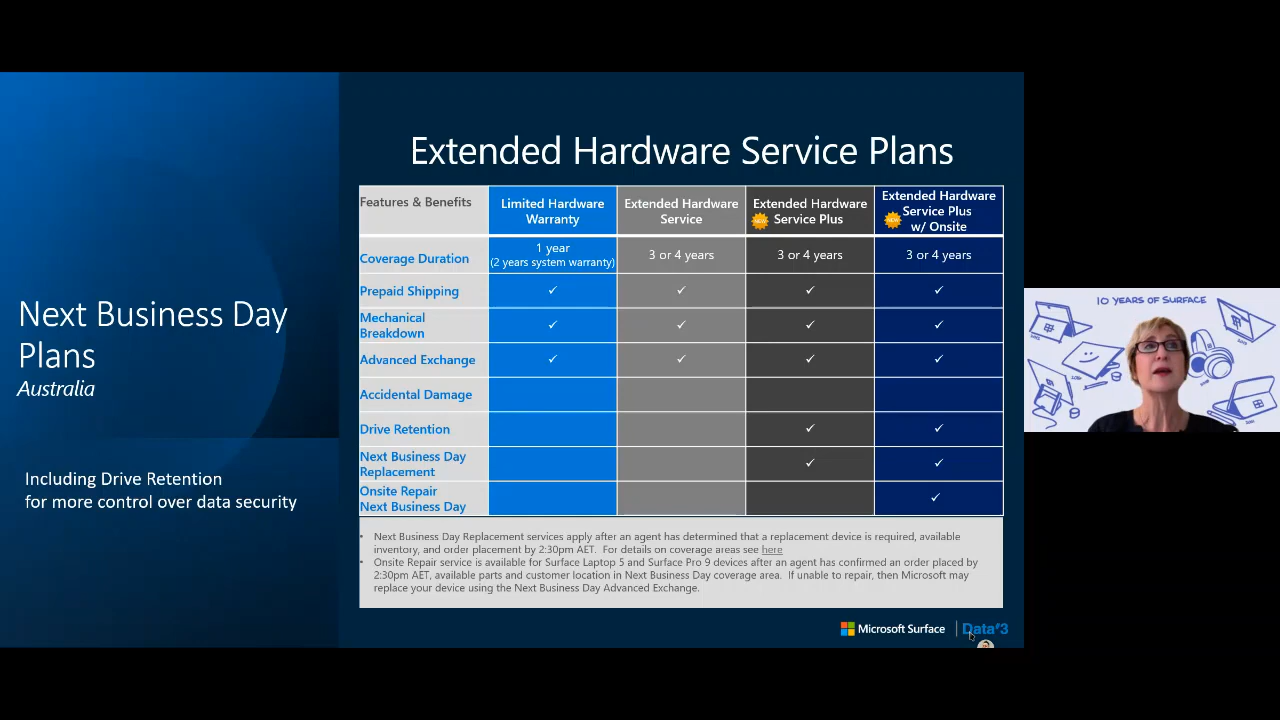 Next Business Day
Plans
Australia
Including Drive Retention
for more control over data security
Extended Hardware Service Plans
Features & Benefits
Limited Hardware
Warranty
Extended Hardware
Service
Extended Hardware
Service Plus
NEW
Extended Hardware
Service Plus
w/ Onsite
NEW
Coverage Duration
1 year
(2 years system warranty)
3 or 4 years
3 or 4 years
3 or 4 years
Prepaid Shipping
✓ ✓ ✓ ✓
Mechanical
Breakdown
✓ ✓ ✓ ✓
Advanced Exchange
✓ ✓ ✓ ✓
Accidental Damage
Drive Retention
✓ ✓
Next Business Day
Replacement
✓ ✓
Onsite Repair
Next Business Day
✓
• Next Business Day Replacement services apply after an agent has determined that a replacement device is required, available
inventory, and order placement by 2:30pm AET. For details on coverage areas see here
• Onsite Repair service is available for Surface Laptop 5 and Surface Pro 9 devices after an agent has confirmed an order placed by
2:30pm AET, available parts and customer location in Next Business Day coverage area. If unable to repair, then Microsoft may
replace your device using the Next Business Day Advanced Exchange.
Microsoft Surface
Data#3
10 YEARS OF SURFACE